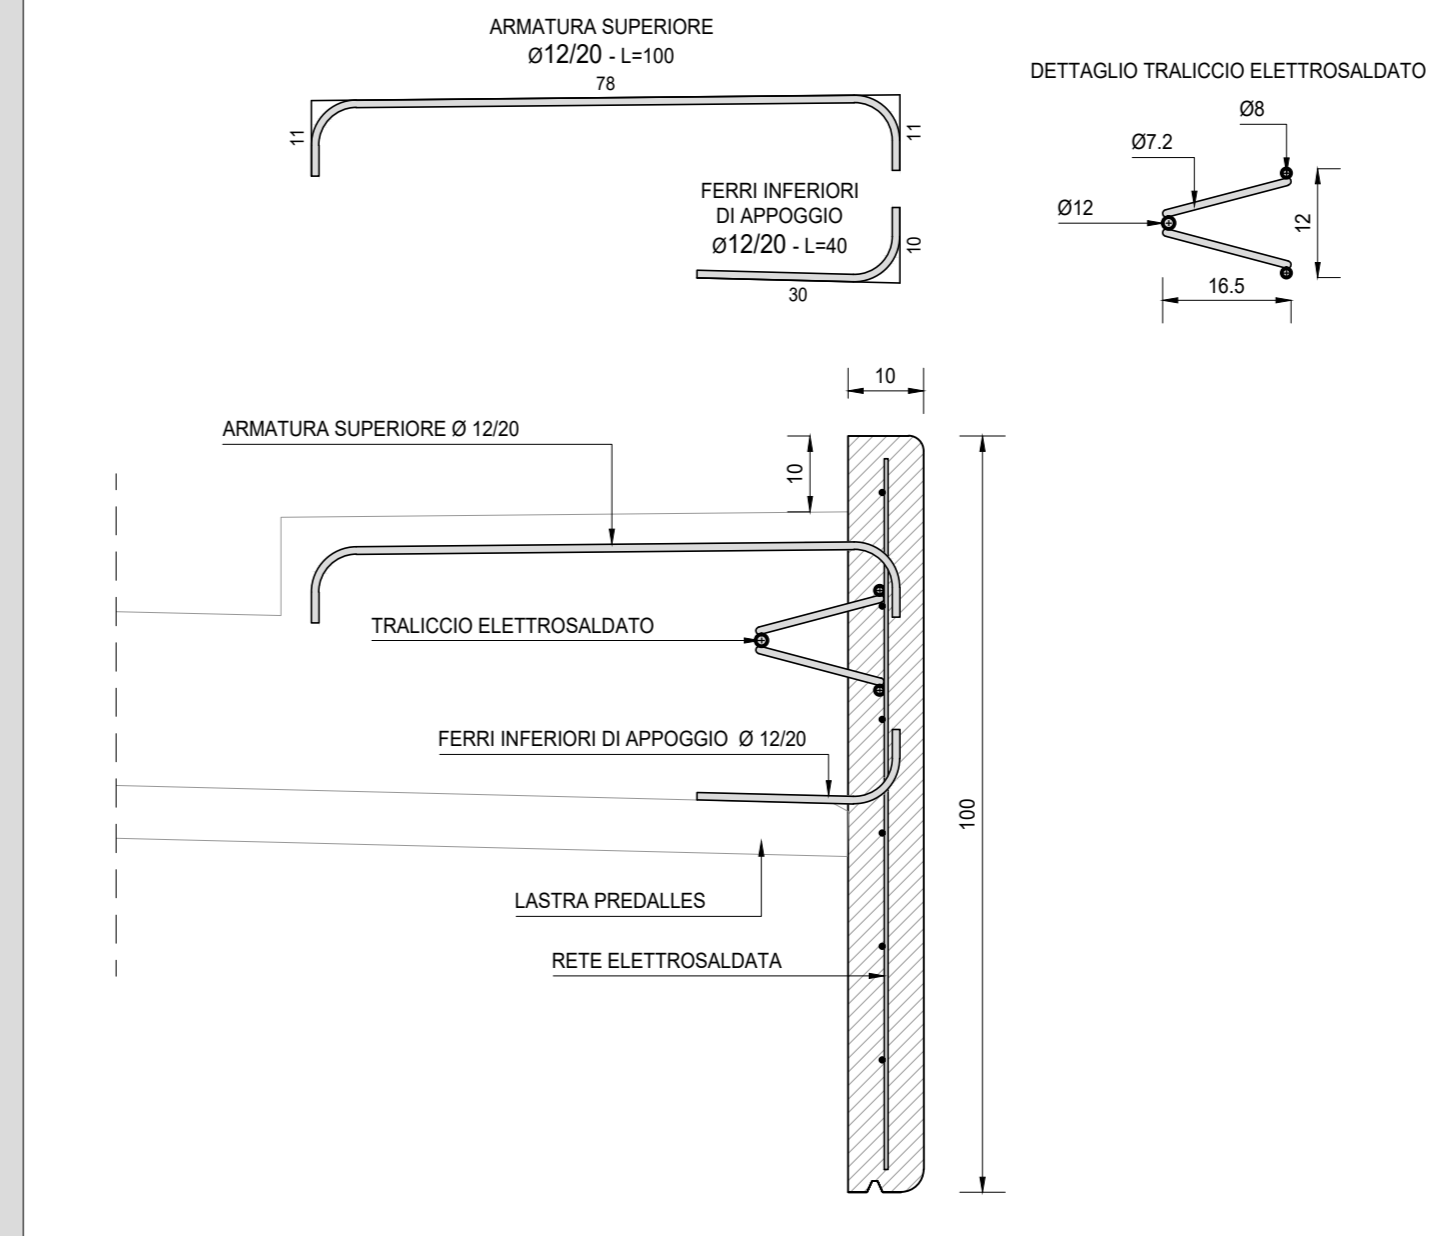 ARMATURA SUPERIORE
Ø12/20 - L=100
78
11
11
FERRI INFERIORI
DI APPOGGIO
Ø12/20 - L=40
10
30
DETTAGLIO TRALICCIO ELETTROSALDATO
Ø8
Ø7.2
Ø12
12
16.5
10
ARMATURA SUPERIORE Ø 12/20
10
TRALICCIO ELETTROSALDATO
FERRI INFERIORI DI APPOGGIO Ø 12/20
100
LASTRA PREDALLES
RETE ELETTROSALDATA